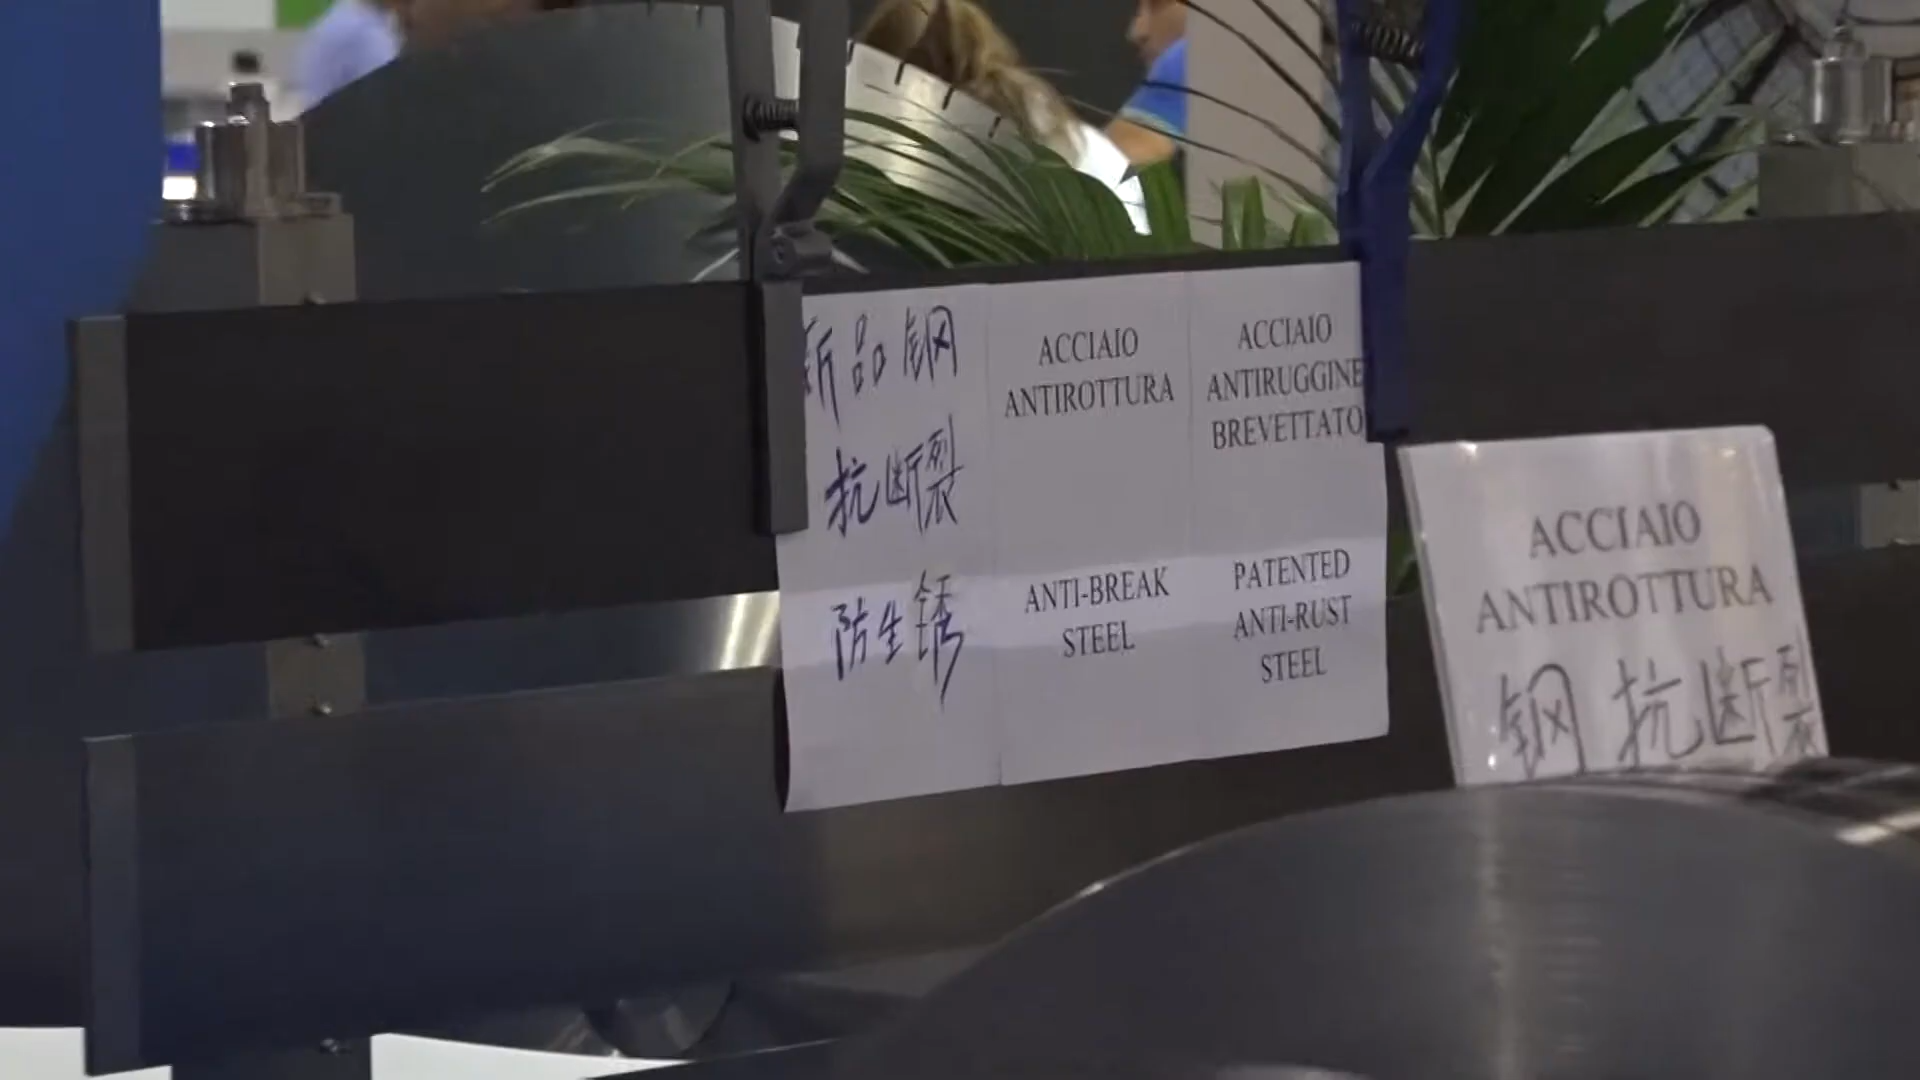 新品钢
抗断裂
防生锈
ACCIAIO
ANTIROTTURA
ANTI-BREAK
STEEL
ACCIAIO
ANTIRUGGINE
BREVETTATO
PATENTED
ANTI-RUST
STEEL
ACCIAIO
ANTIROTTURA
钢抗断裂